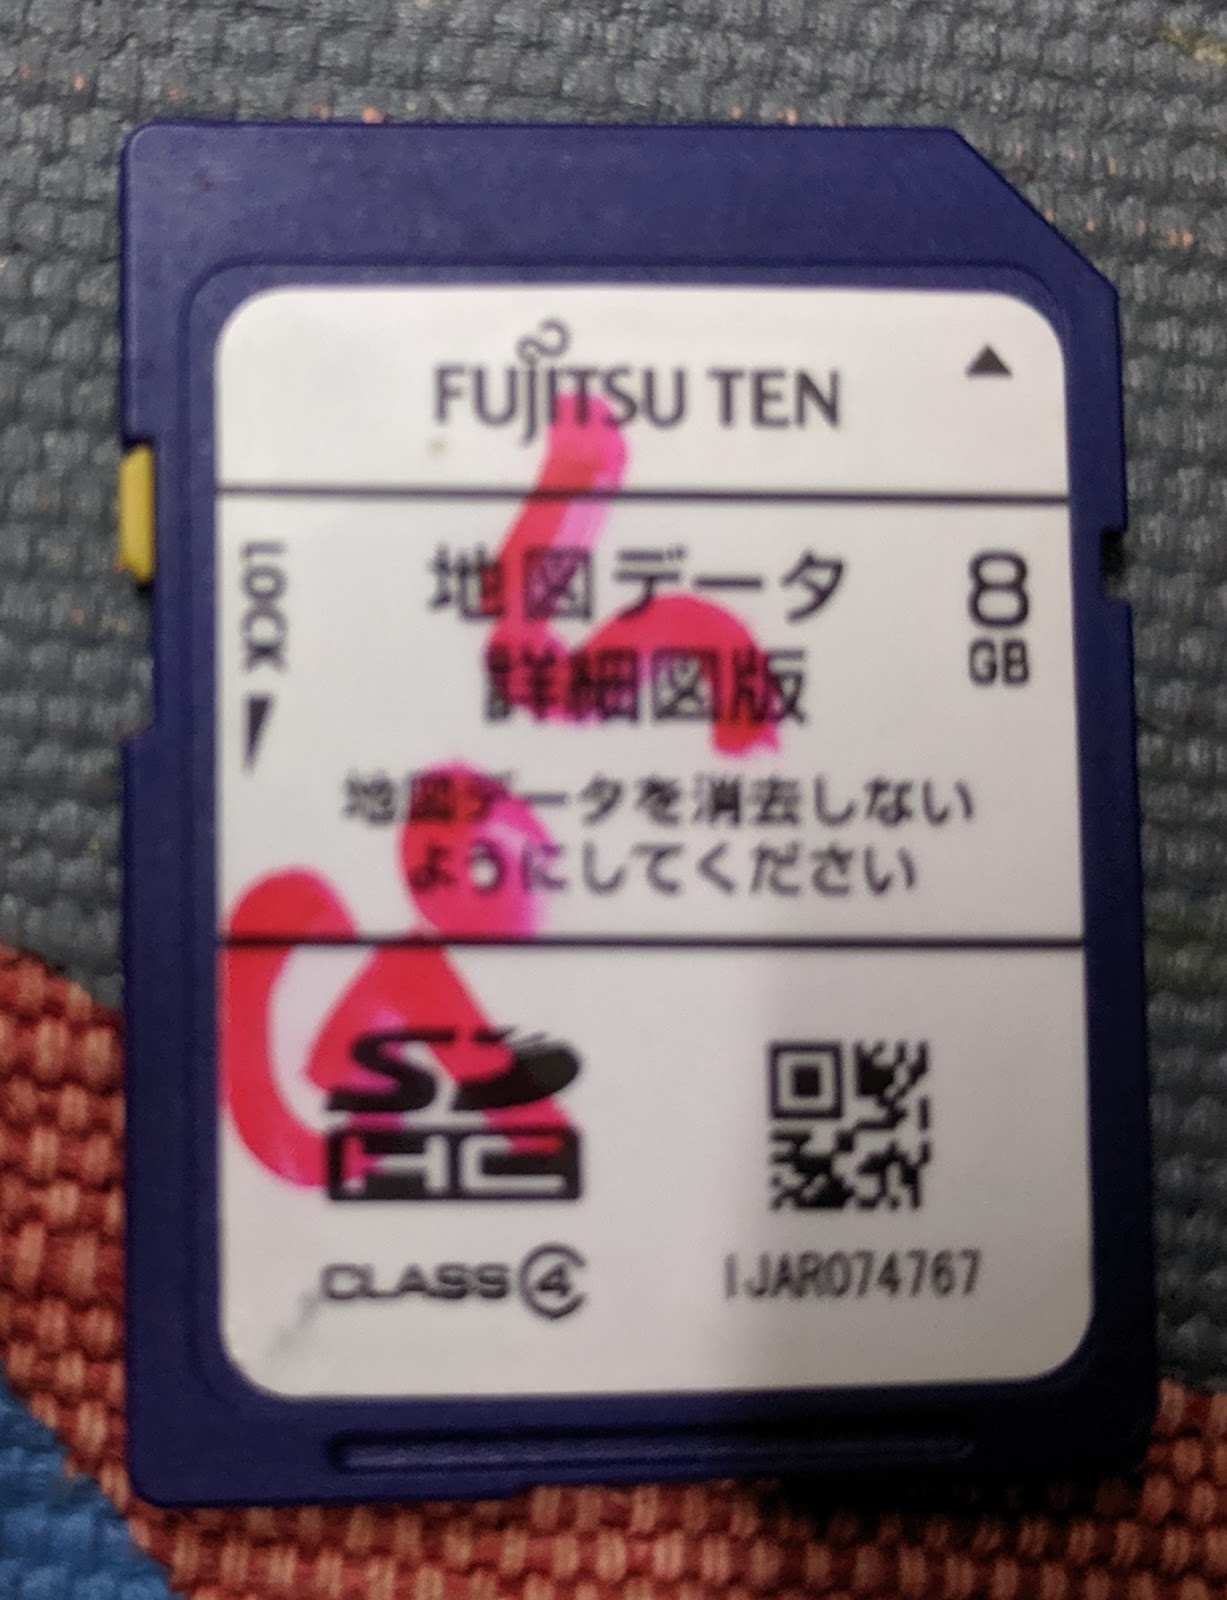 FUJITSU TEN
LOCK
地図データ
詳細図版
8
GB
地図データを消去しない
ようにしてください
SD
HC
CLASS 4
IJAR074767